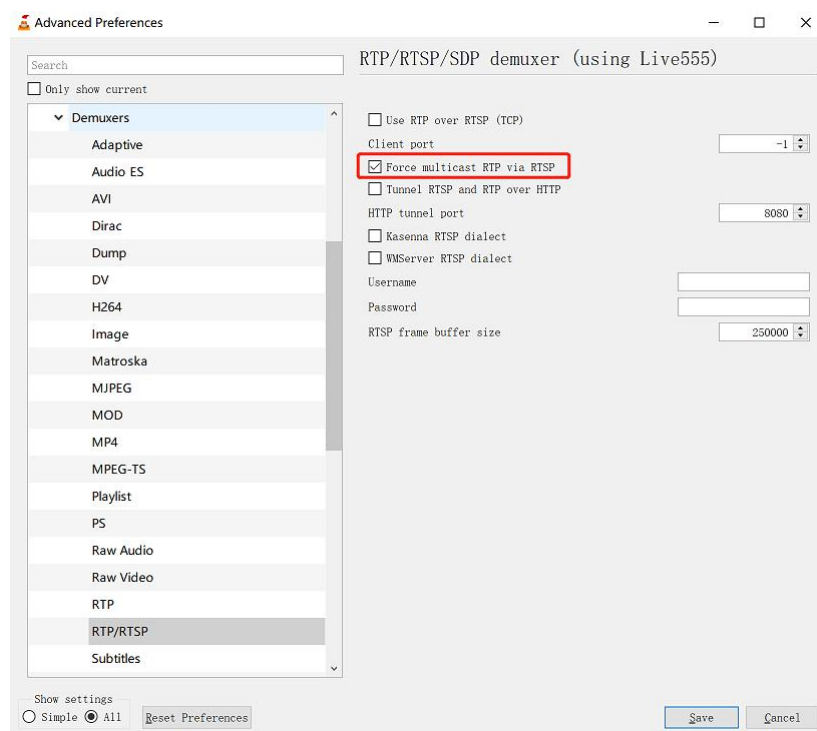 Advanced Preferences
Search
Only show current
Demuxers
Adaptive
Audio ES
AVI
Dirac
Dump
DV
H264
Image
Matroska
MJPEG
MOD
MP4
MPEG-TS
Playlist
PS
Raw Audio
Raw Video
RTP
RTP/RTSP
Subtitles
RTP/RTSP/SDP demuxer (using Live555)
Use RTP over RTSP (TCP)
Client port -1
Force multicast RTP via RTSP
Tunnel RTSP and RTP over HTTP
HTTP tunnel port 8080
Kasenna RTSP dialect
WMServer RTSP dialect
Username
Password
RTSP frame buffer size 250000
Show settings
Simple All Reset Preferences Save Cancel